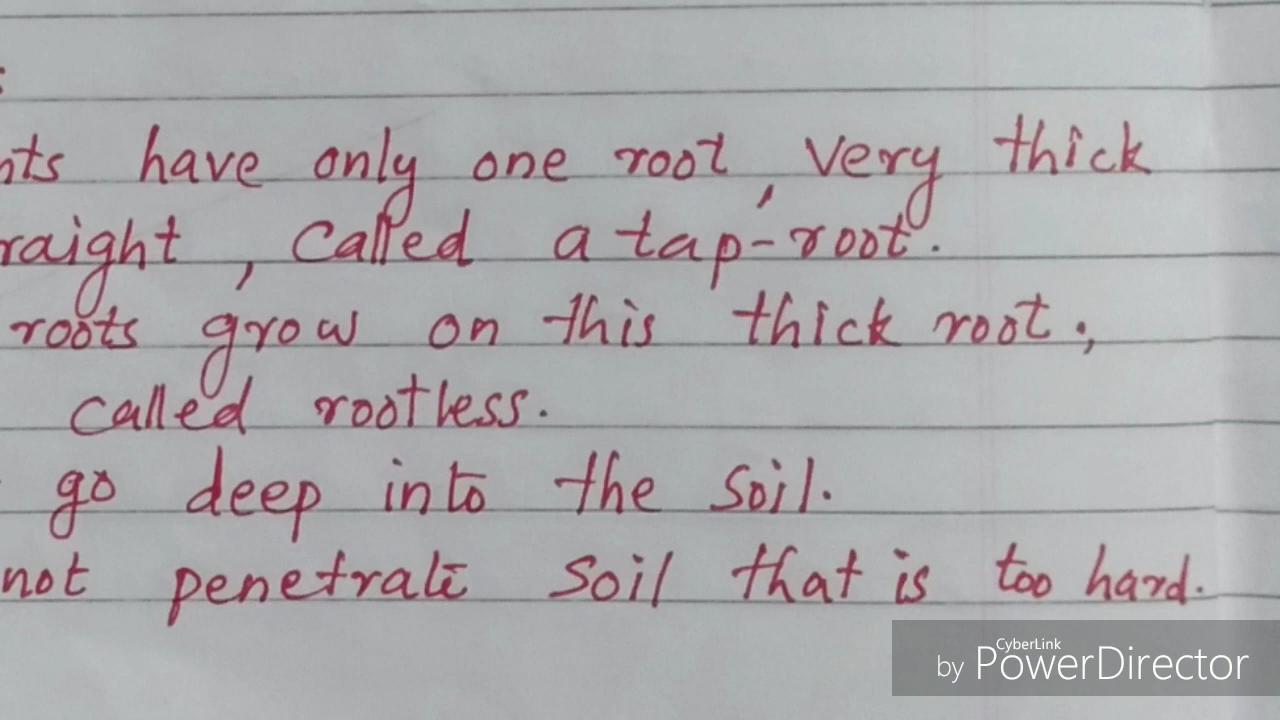 :
nts have only one root, very thick
raight, called a tap-root.
roots grow on this thick root,
called rootless.
go deep into the soil.
not penetrate soil that is too hard.
CyberLink
by PowerDirector